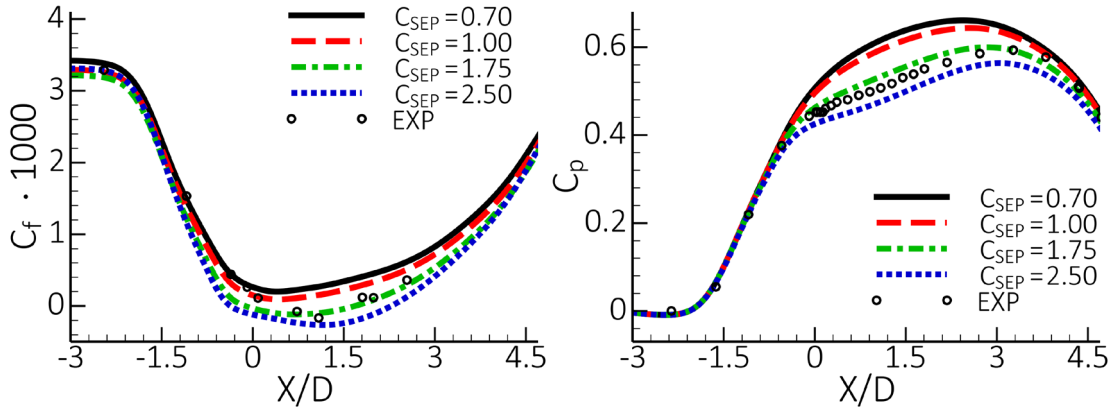 4
3
2
1
0
C_f · 1000
C_SEP=0.70
C_SEP=1.00
C_SEP=1.75
C_SEP=2.50
EXP
-3 -1.5 0 1.5 3 4.5
X/D
0.6
0.4
0.2
0
C_p
C_SEP=0.70
C_SEP=1.00
C_SEP=1.75
C_SEP=2.50
EXP
-3 -1.5 0 1.5 3 4.5
X/D